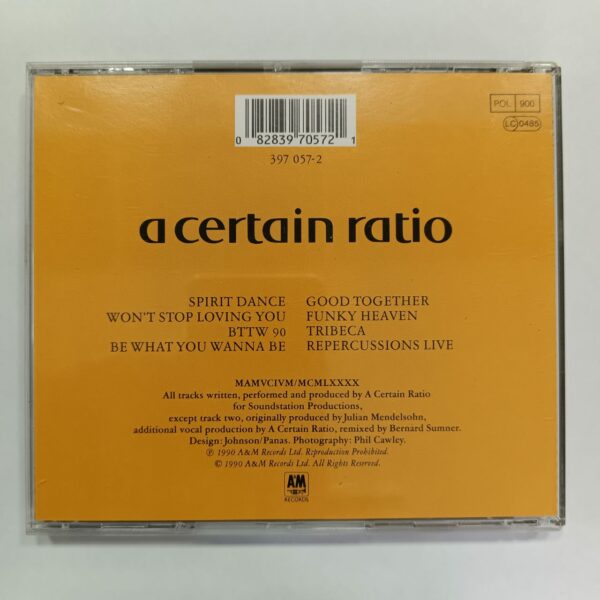 POL 900
LC 0485
0 82839 70572 1
397 057-2
a certain ratio
SPIRIT DANCE
WON'T STOP LOVING YOU
BTTW 90
BE WHAT YOU WANNA BE
GOOD TOGETHER
FUNKY HEAVEN
TRIBECA
REPERCUSSIONS LIVE
MAMVCIVM/MCMLXXXX
All tracks written, performed and produced by A Certain Ratio
for Soundstation Productions,
except track two, originally produced by Julian Mendelsohn,
additional vocal production by A Certain Ratio, remixed by Bernard Sumner.
Design: Johnson/Panas. Photography: Phil Cawley.
℗ 1990 A&M Records Ltd. Reproduction Prohibited.
© 1990 A&M Records Ltd. All Rights Reserved.
A&M
RECORDS